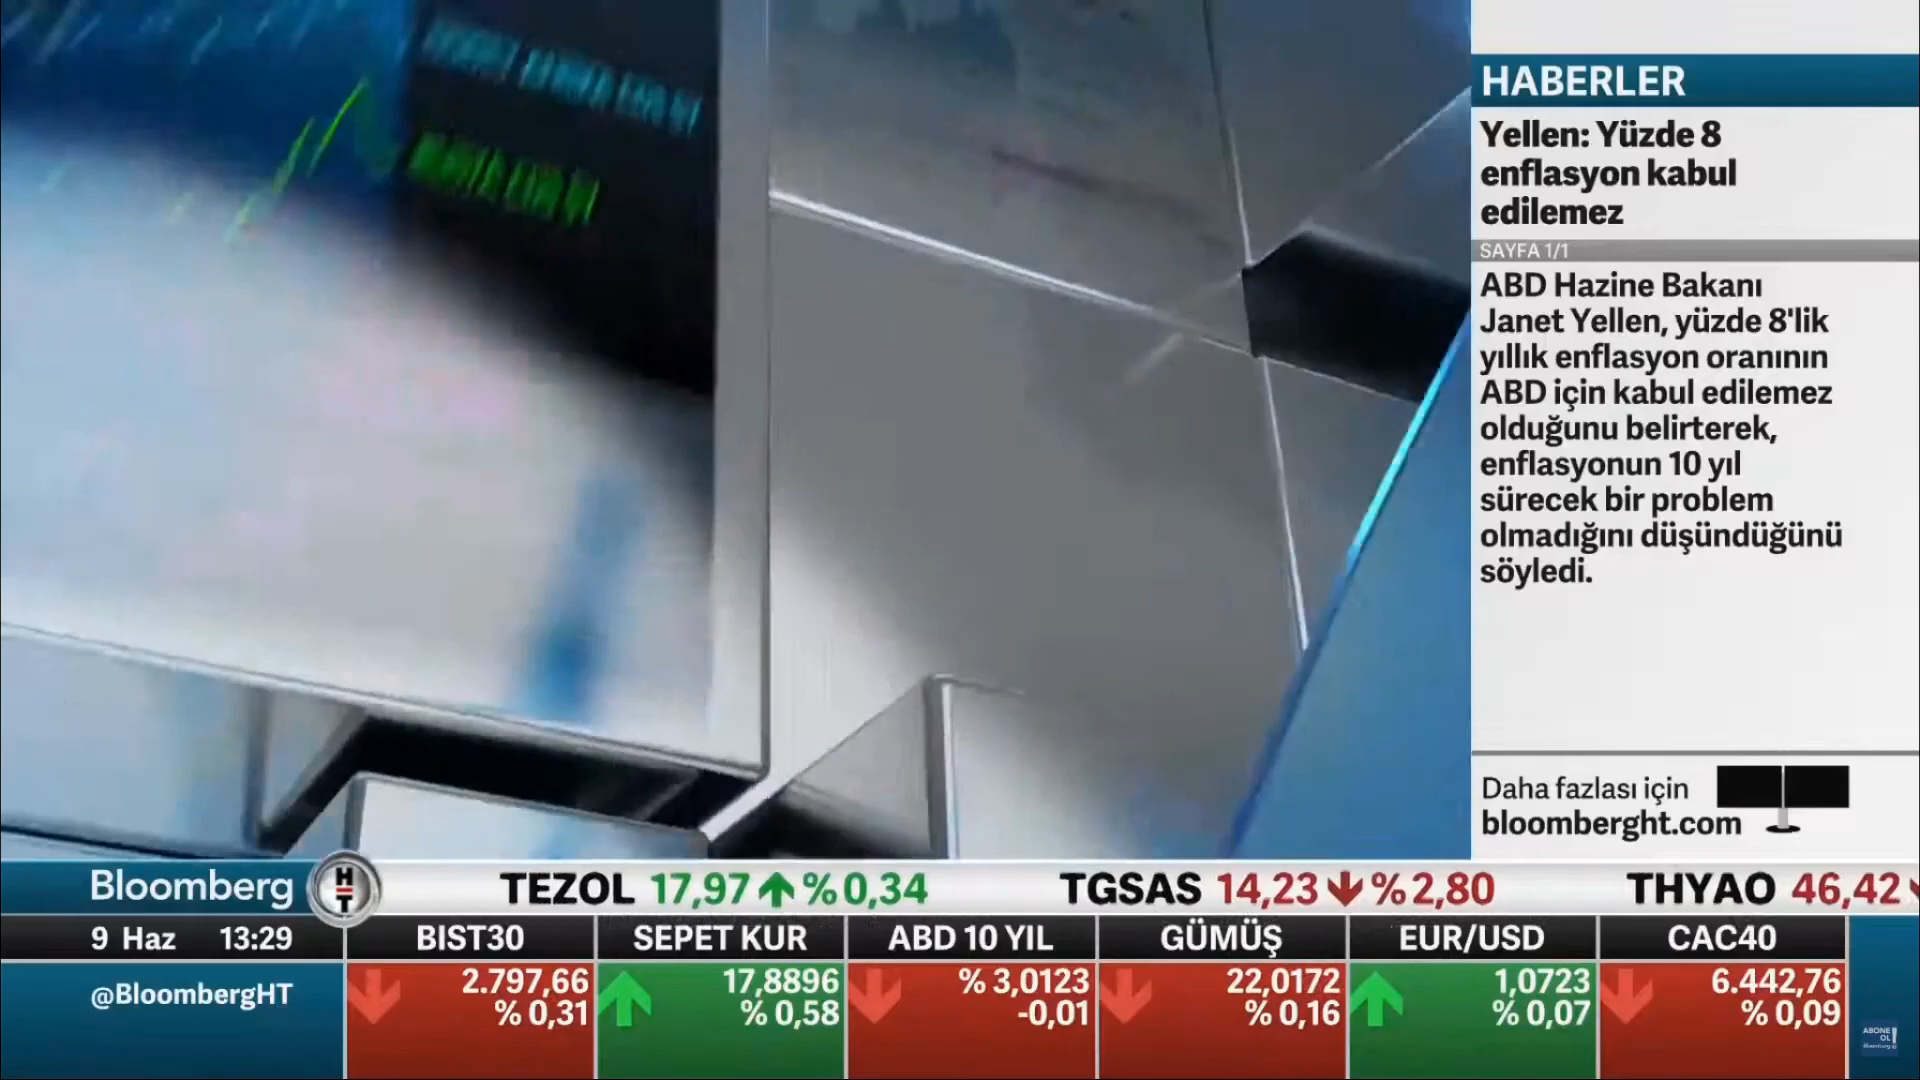 HABERLER
Yellen: Yüzde 8
enflasyon kabul
edilemez
SAYFA 1/1
ABD Hazine Bakanı
Janet Yellen, yüzde 8'lik
yıllık enflasyon oranının
ABD için kabul edilemez
olduğunu belirterek,
enflasyonun 10 yıl
sürecek bir problem
olmadığını düşündüğünü
söyledi.
Daha fazlası için
bloomberght.com
Bloomberg HT TEZOL 17,97 % 0,34 TGSAS 14,23 % 2,80 THYAO 46,42
9 Haz 13:29 BIST30 SEPET KUR ABD 10 YIL GÜMÜŞ EUR/USD CAC40
@BloombergHT 2.797,66 17,8896 % 3,0123 22,0172 1,0723 6.442,76
% 0,31 % 0,58 -0,01 % 0,16 % 0,07 % 0,09
ABONE
OL!